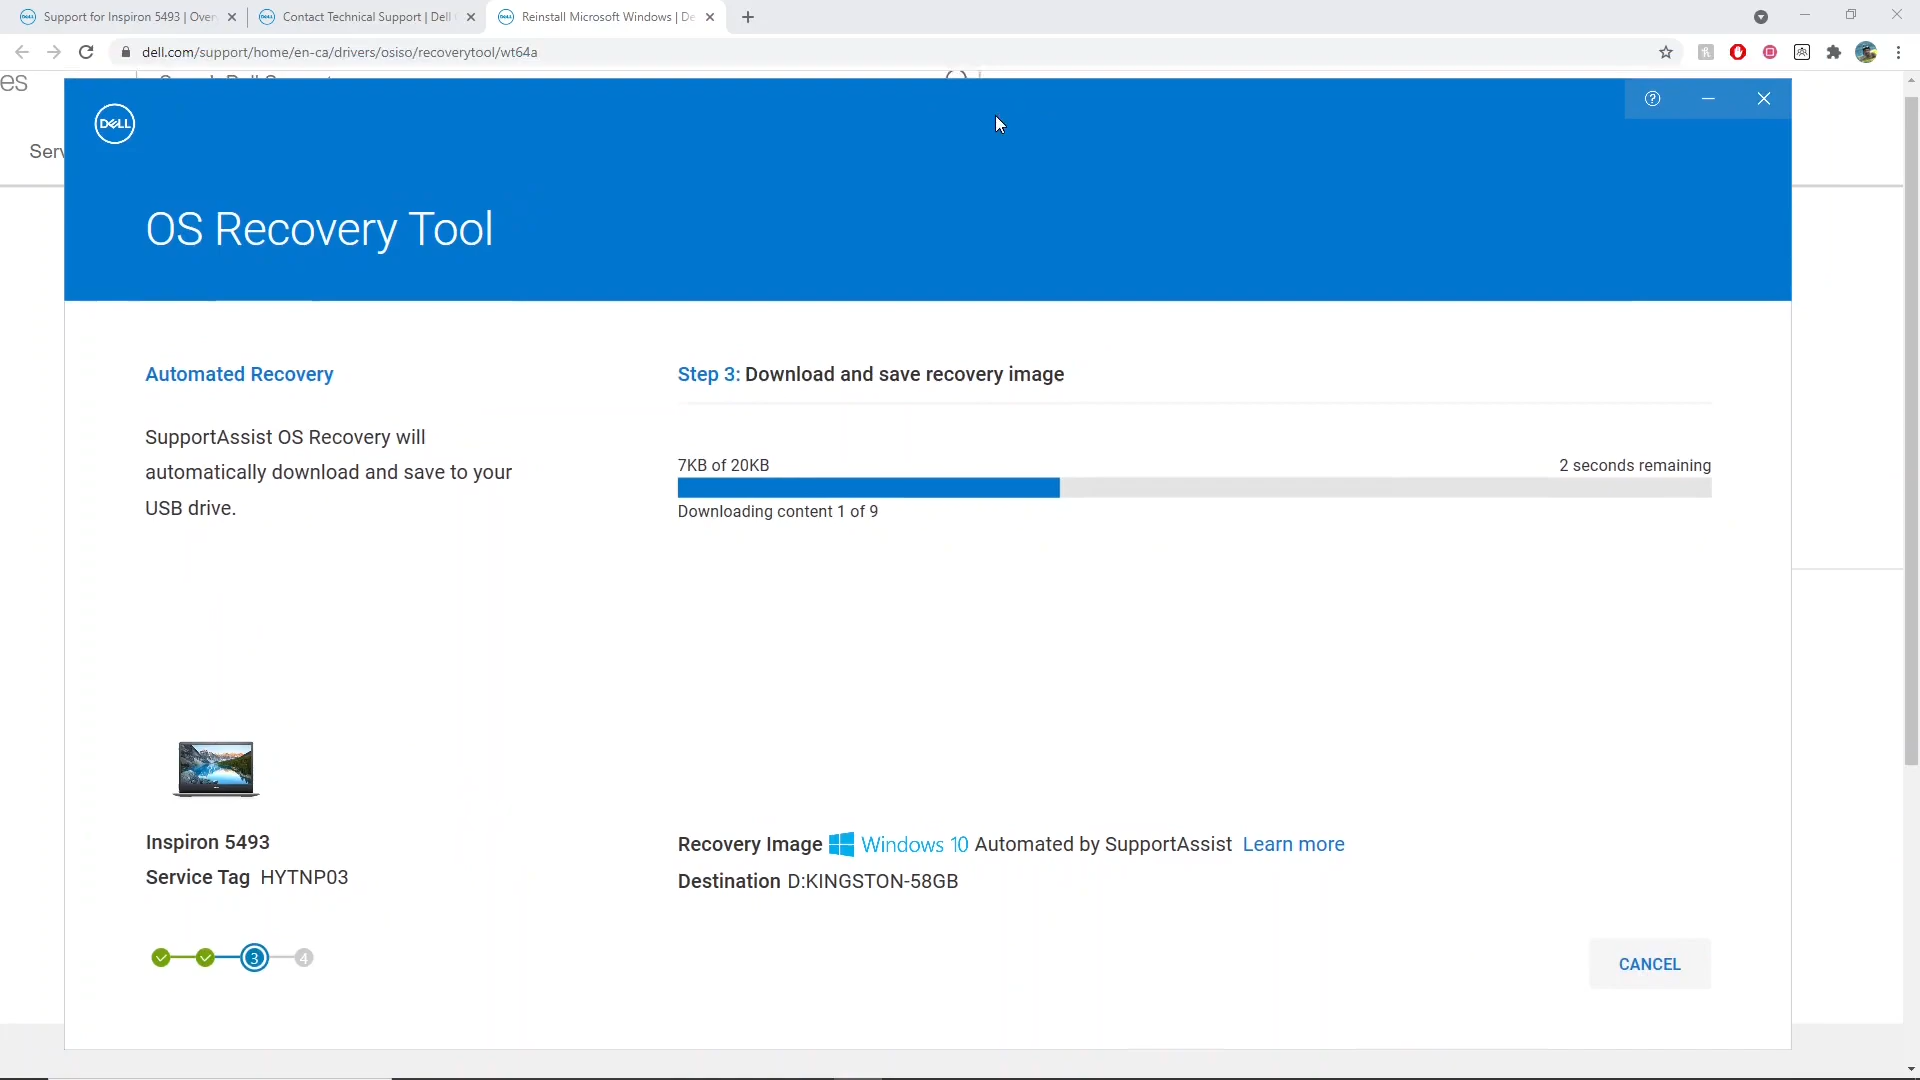 Support for Inspiron 5493 | Over
Contact Technical Support | Dell
Reinstall Microsoft Windows | De
dell.com/support/home/en-ca/drivers/osiso/recoverytool/wt64a
es
Serv
DELL
OS Recovery Tool
Automated Recovery
SupportAssist OS Recovery will
automatically download and save to your
USB drive.
Step 3: Download and save recovery image
7KB of 20KB
2 seconds remaining
Downloading content 1 of 9
Inspiron 5493
Service Tag HYTNP03
3
4
Recovery Image Windows 10 Automated by SupportAssist Learn more
Destination D:KINGSTON-58GB
CANCEL